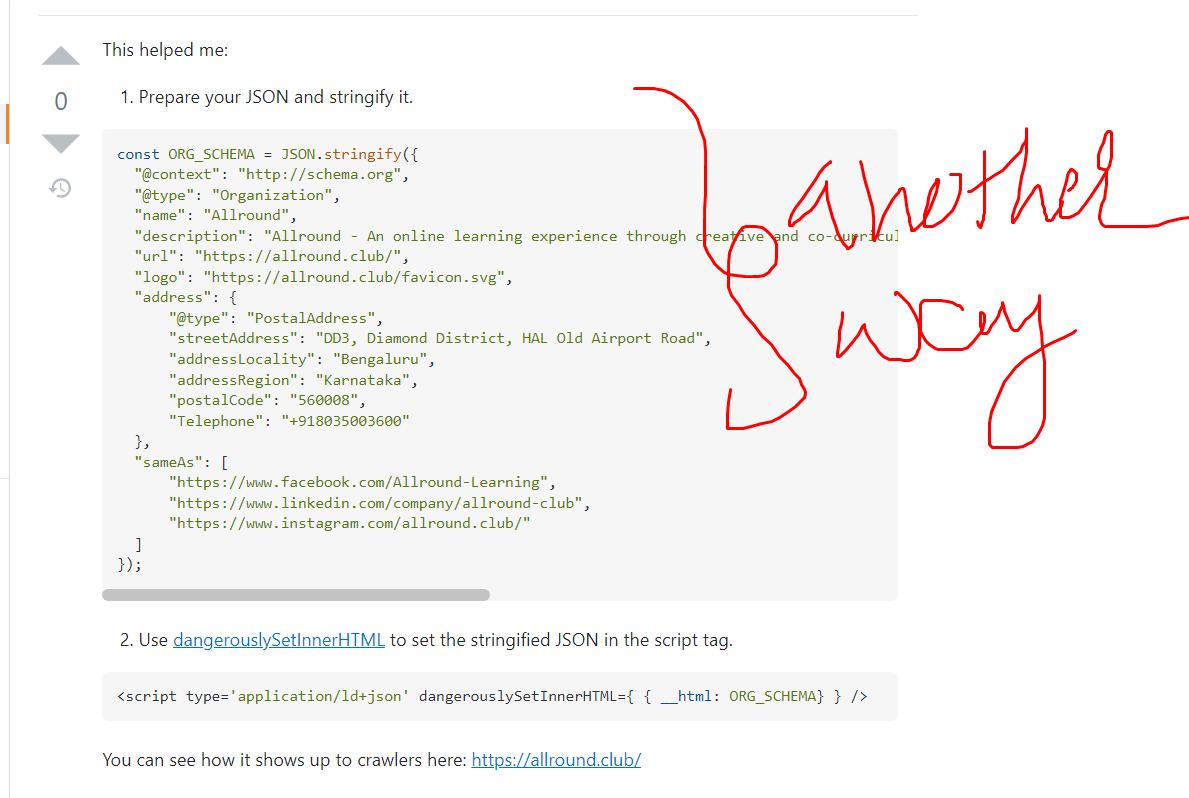 This helped me:
0
1. Prepare your JSON and stringify it.
const ORG_SCHEMA = JSON.stringify({
"@context": "http://schema.org",
"@type": "Organization",
"name": "Allround",
"description": "Allround - An online learning experience through creative and co-curricul
"url": "https://allround.club/",
"logo": "https://allround.club/favicon.svg",
"address": {
"@type": "PostalAddress",
"streetAddress": "DD3, Diamond District, HAL Old Airport Road",
"addressLocality": "Bengaluru",
"addressRegion": "Karnataka",
"postalCode": "560008",
"Telephone": "+918035003600"
},
"sameAs": [
"https://www.facebook.com/Allround-Learning",
"https://www.linkedin.com/company/allround-club",
"https://www.instagram.com/allround.club/"
]
});
another
way
2. Use dangerouslySetInnerHTML to set the stringified JSON in the script tag.
<script type='application/ld+json' dangerouslySetInnerHTML={ { __html: ORG_SCHEMA} } />
You can see how it shows up to crawlers here: https://allround.club/